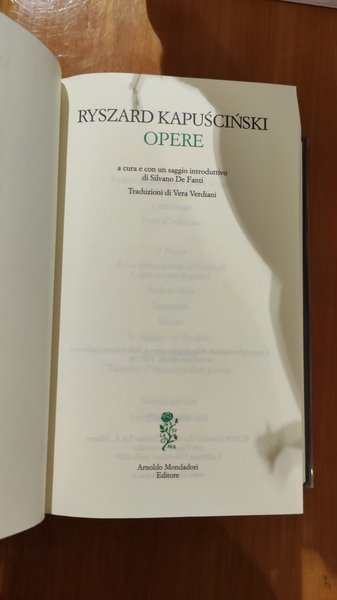 RYSZARD KAPUŚCIŃSKI
OPERE
a cura e con un saggio introduttivo
di Silvano De Fanti
Traduzioni di Vera Verdiani
Arnoldo Mondadori
Editore